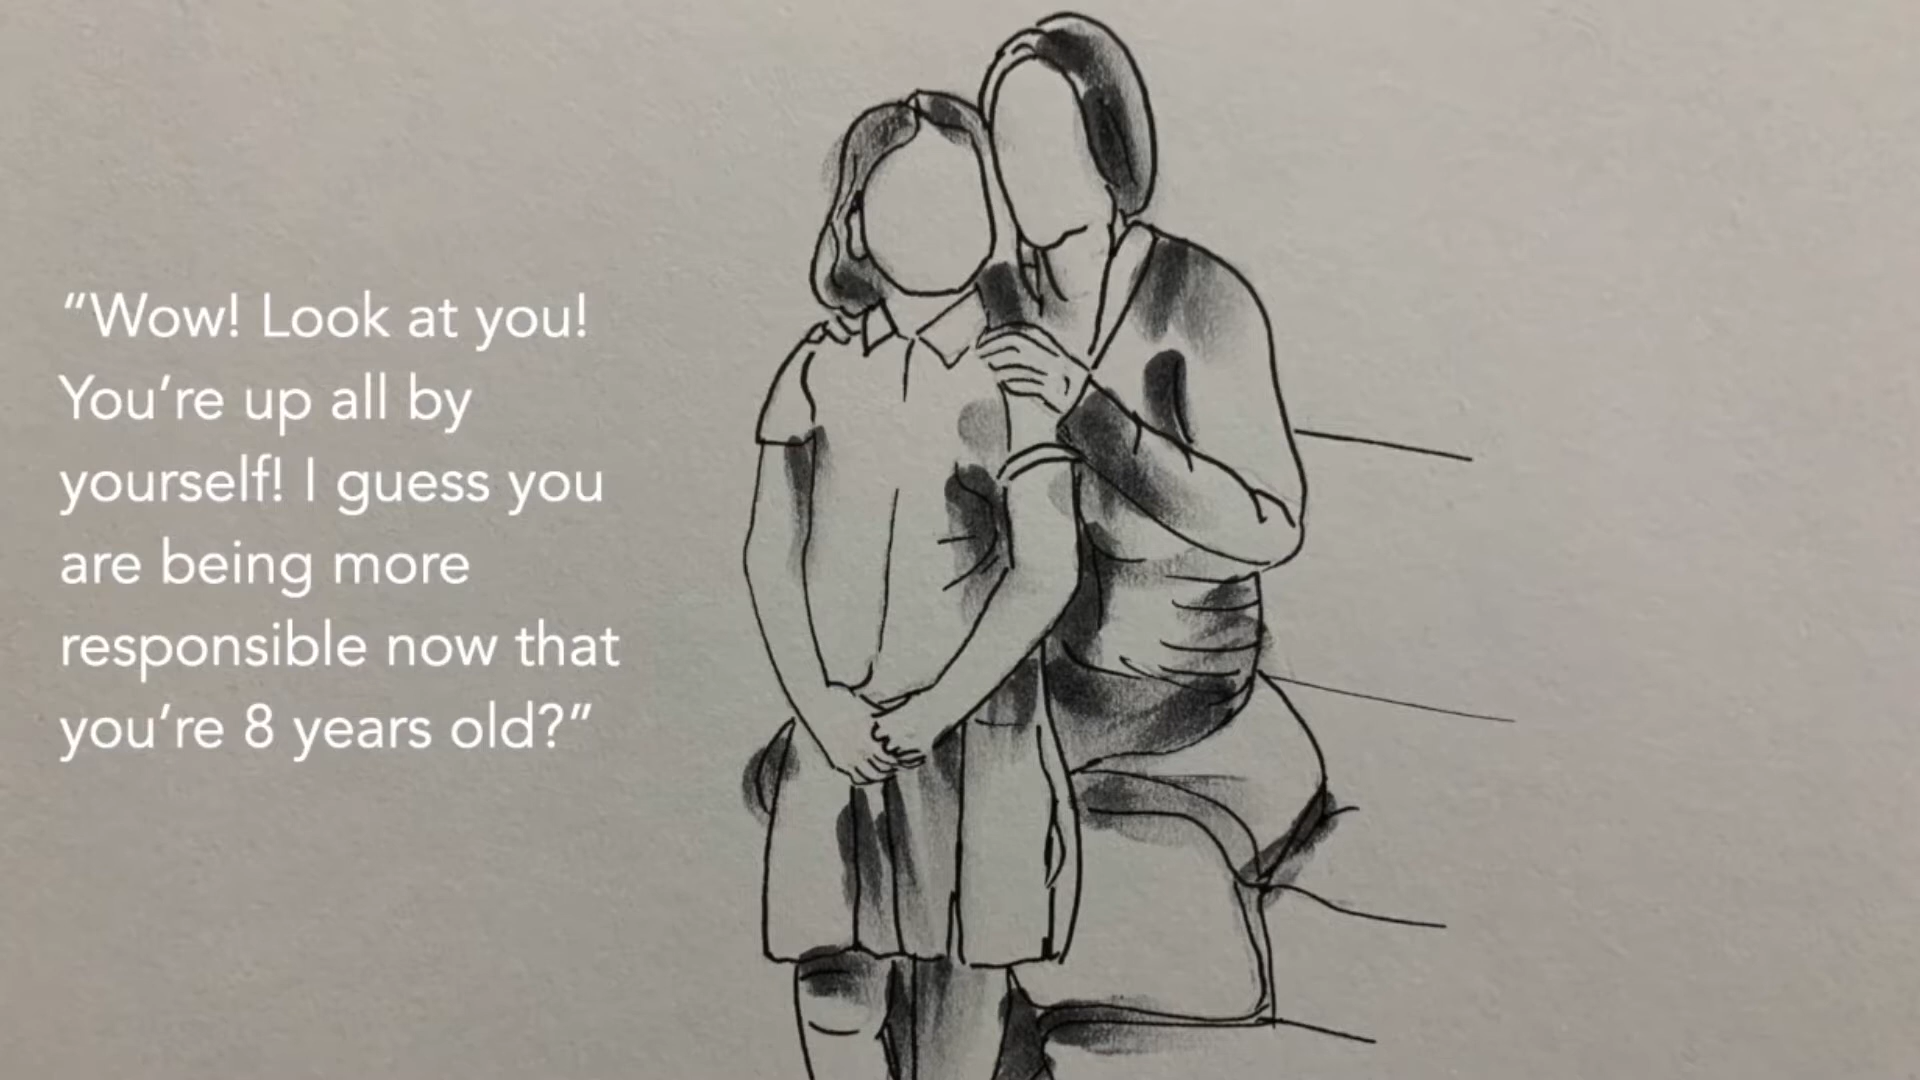 “Wow! Look at you!
You’re up all by
yourself! I guess you
are being more
responsible now that
you’re 8 years old?”